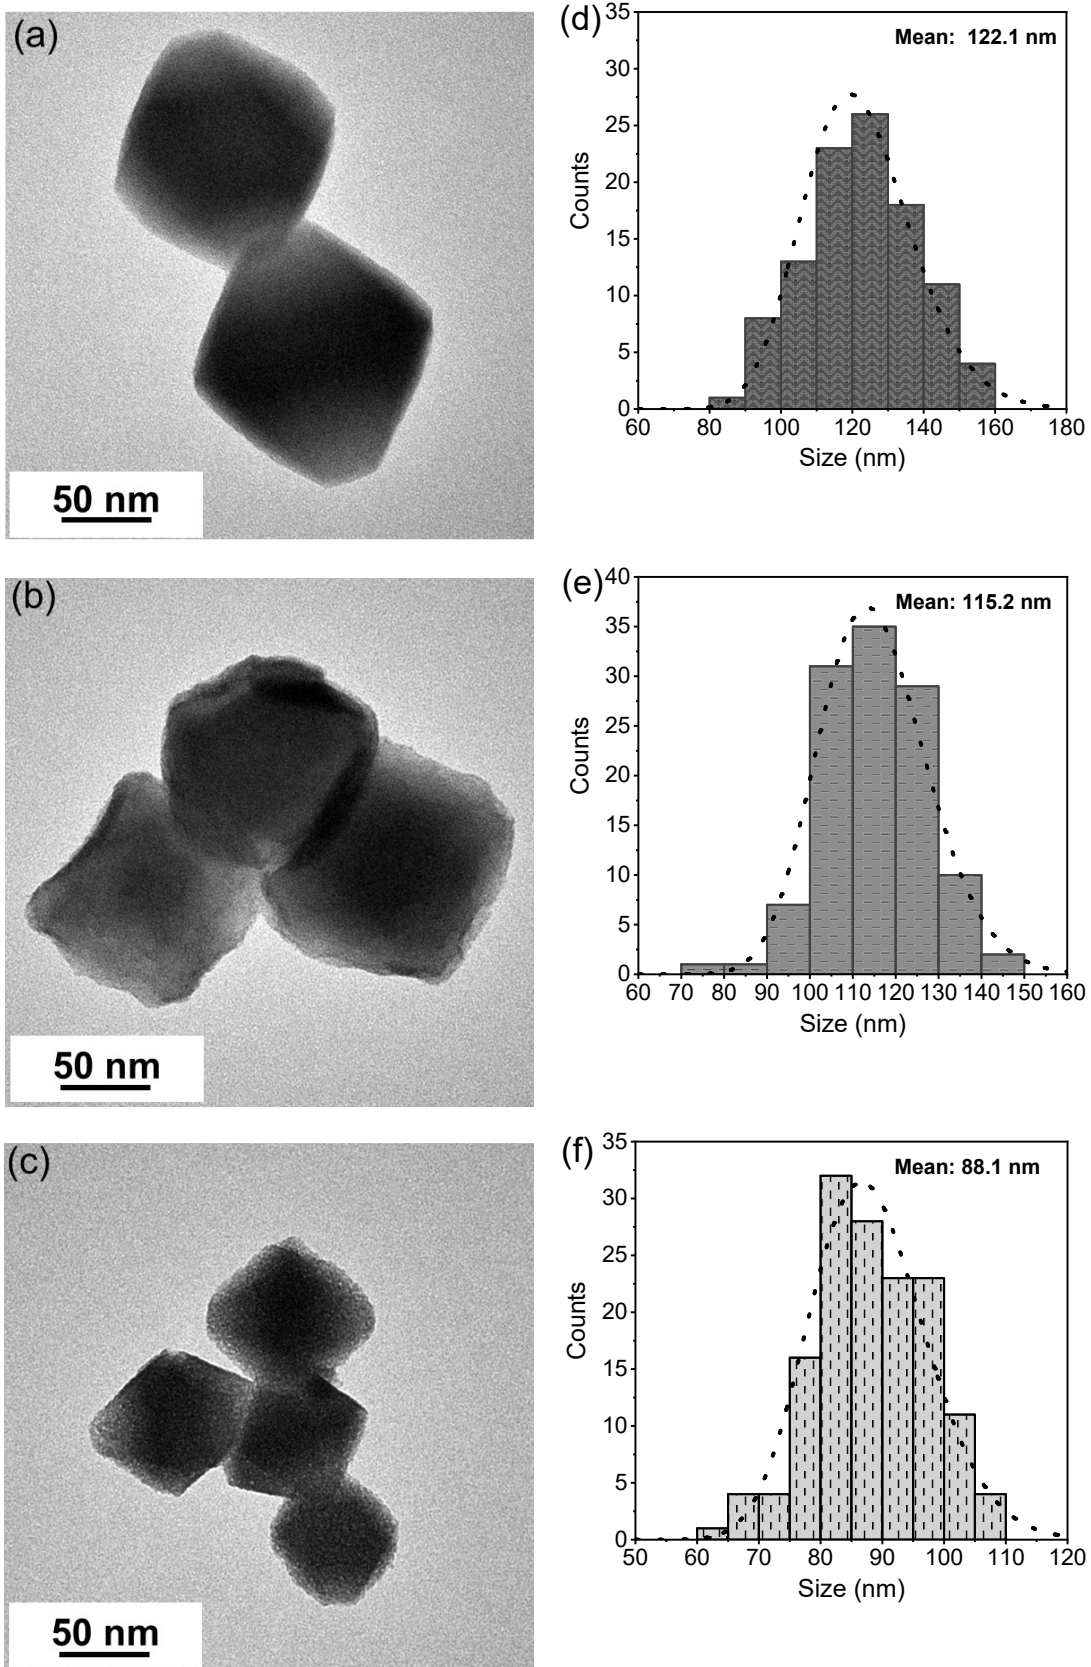 (a)
50 nm
(d)
Mean: 122.1 nm
Counts
35
30
25
20
15
10
5
0
60 80 100 120 140 160 180
Size (nm)
(b)
50 nm
(e)
Mean: 115.2 nm
Counts
40
35
30
25
20
15
10
5
0
60 70 80 90 100 110 120 130 140 150 160
Size (nm)
(c)
50 nm
(f)
Mean: 88.1 nm
Counts
35
30
25
20
15
10
5
0
50 60 70 80 90 100 110 120
Size (nm)